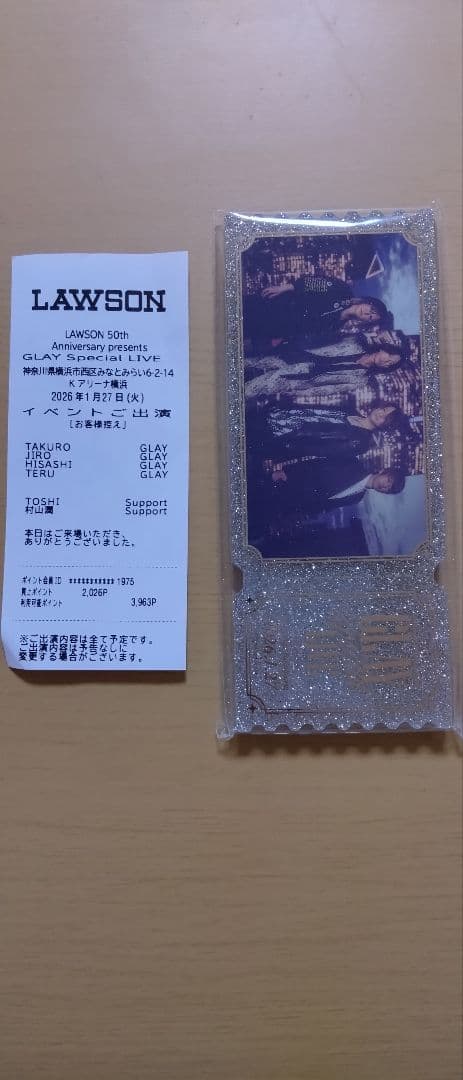 LAWSON
LAWSON 50th
Anniversary presents
GLAY Special LIVE
神奈川県横浜市西区みなとみらい6-2-14
Kアリーナ横浜
2026年1月27日(火)
イベントご出演
[お客様控え]
TAKURO GLAY
JIRO GLAY
HISASHI GLAY
TERU GLAY
TOSHI Support
村山潤 Support
本日はご来場いただき、
ありがとうございました。
ポイント会員ID ********** 1975
買上ポイント 2,026P
利用可能ポイント 3,963P
※ご出演内容は全て予定です。
ご出演内容は予告なしに
変更する場合がございます。
GLAY